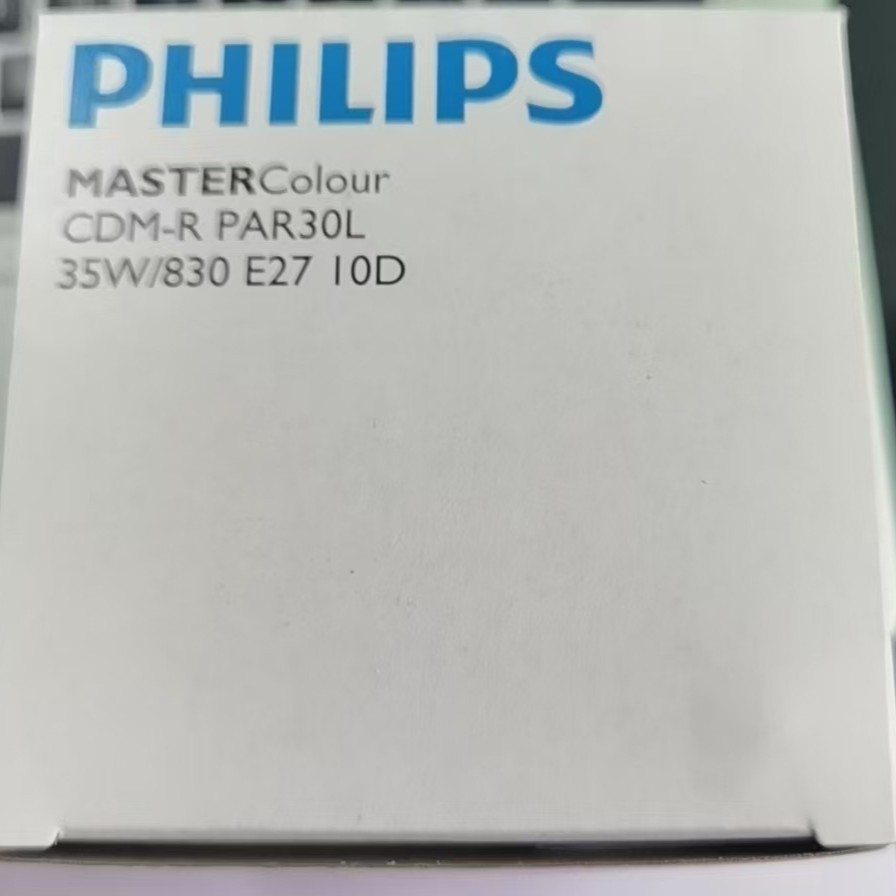 PHILIPS
MASTERColour
CDM-R PAR30L
35W/830 E27 10D